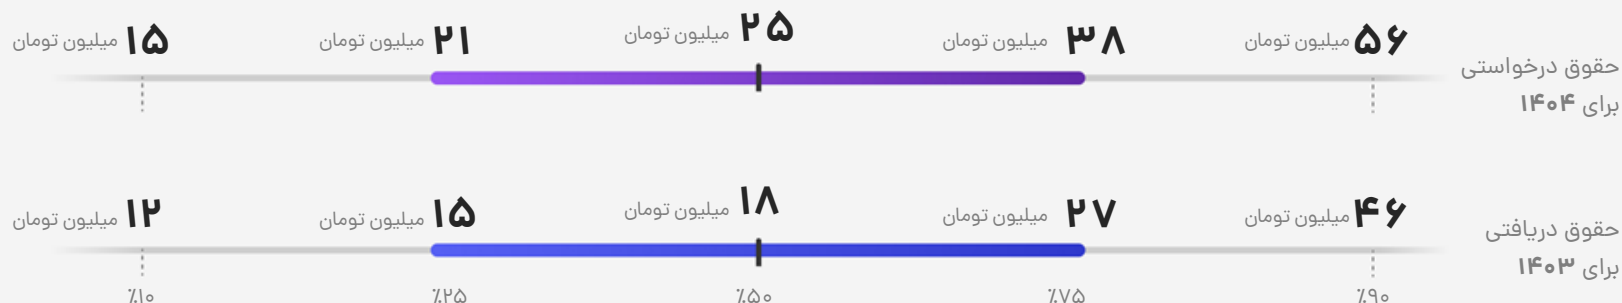 حقوق درخواستی
برای ۱۴۰۴
۵۶ میلیون تومان
۳۸ میلیون تومان
۲۵ میلیون تومان
۲۱ میلیون تومان
۱۵ میلیون تومان
حقوق دریافتی
برای ۱۴۰۳
۴۶ میلیون تومان
۲۷ میلیون تومان
۱۸ میلیون تومان
۱۵ میلیون تومان
۱۲ میلیون تومان
٪۹۰
٪۷۵
٪۵۰
٪۲۵
٪۱۰